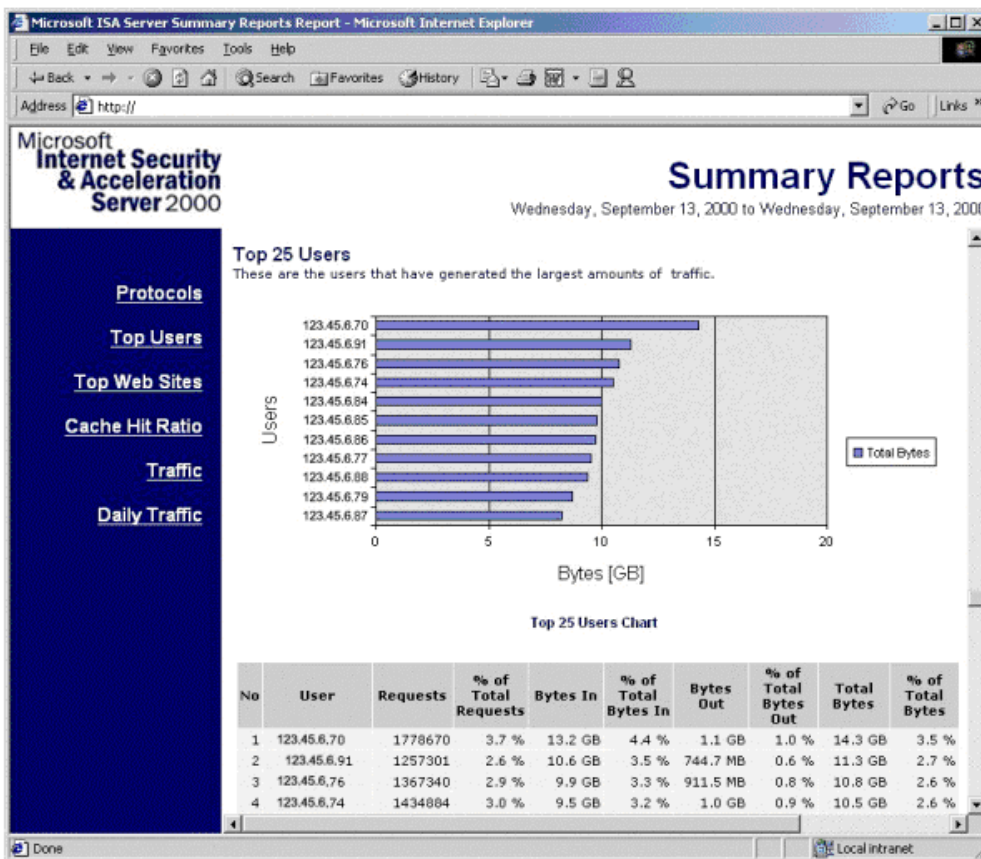 Microsoft ISA Server Summary Reports Report - Microsoft Internet Explorer
File Edit View Favorites Tools Help
Back Search Favorites History
Address http:// Go Links »
Microsoft
Internet Security
& Acceleration
Server 2000
Summary Reports
Wednesday, September 13, 2000 to Wednesday, September 13, 2000
Protocols
Top Users
Top Web Sites
Cache Hit Ratio
Traffic
Daily Traffic
Top 25 Users
These are the users that have generated the largest amounts of traffic.
Users
123.45.6.70
123.45.6.91
123.45.6.76
123.45.6.74
123.45.6.84
123.45.6.85
123.45.6.86
123.45.6.77
123.45.6.88
123.45.6.79
123.45.6.87
0 5 10 15 20
Bytes [GB]
Total Bytes
Top 25 Users Chart
No User Requests % of Total Requests Bytes In % of Total Bytes In Bytes Out % of Total Bytes Out Total Bytes % of Total Bytes
1 123.45.6.70 1778670 3.7 % 13.2 GB 4.4 % 1.1 GB 1.0 % 14.3 GB 3.5 %
2 123.45.6.91 1257301 2.6 % 10.6 GB 3.5 % 744.7 MB 0.6 % 11.3 GB 2.7 %
3 123.45.6.76 1367340 2.9 % 9.9 GB 3.3 % 911.5 MB 0.8 % 10.8 GB 2.6 %
4 123.45.6.74 1434884 3.0 % 9.5 GB 3.2 % 1.0 GB 0.9 % 10.5 GB 2.6 %
Done Local intranet